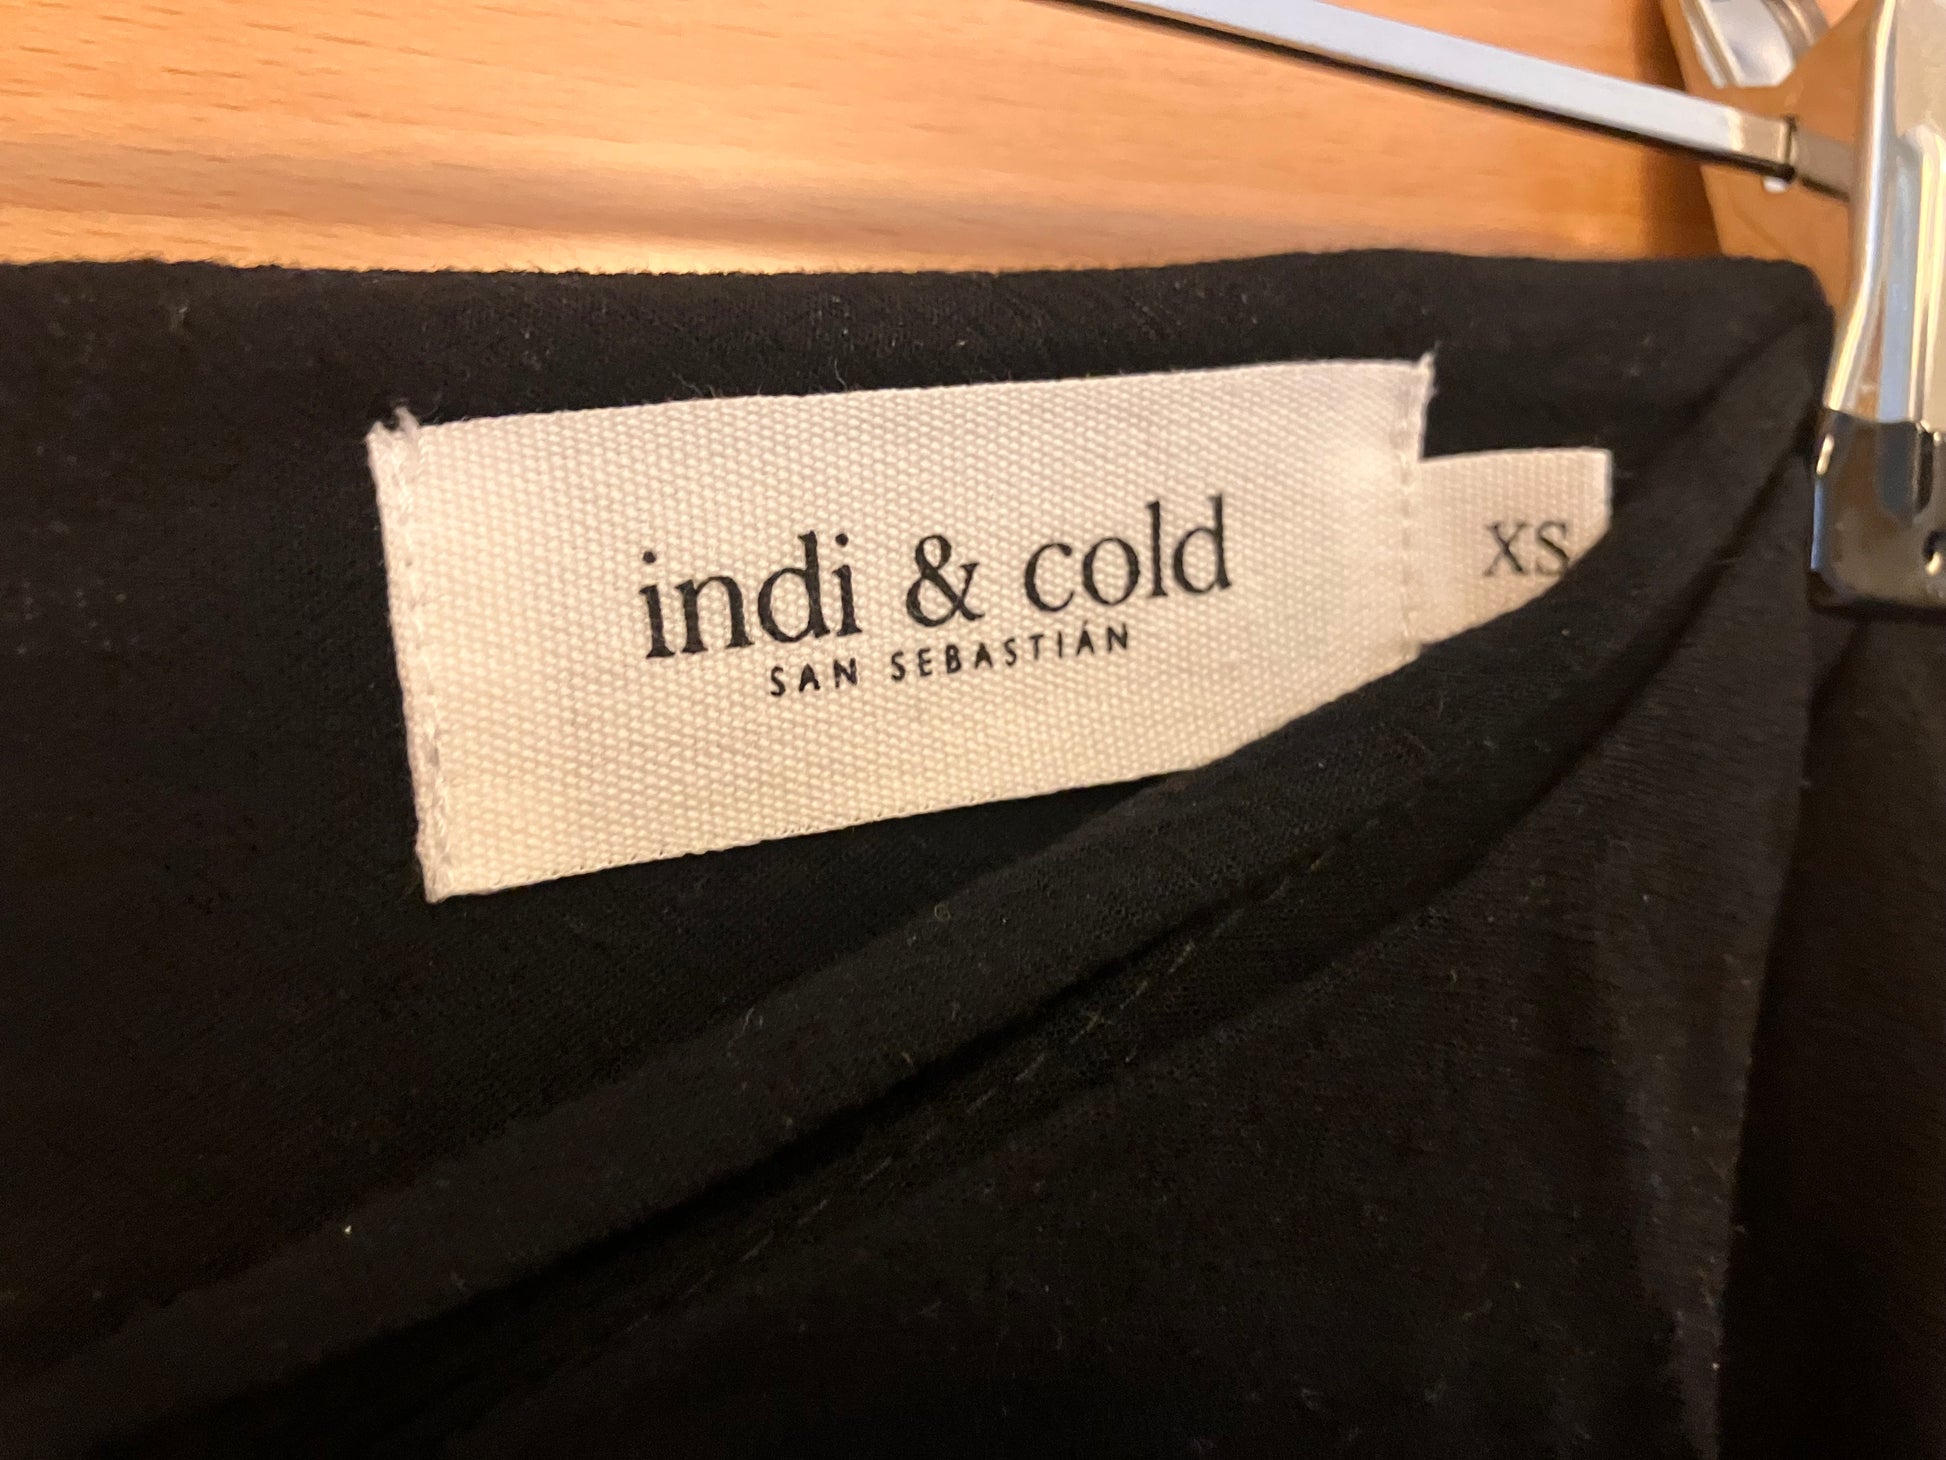 indi & cold
SAN SEBASTIÁN
XS